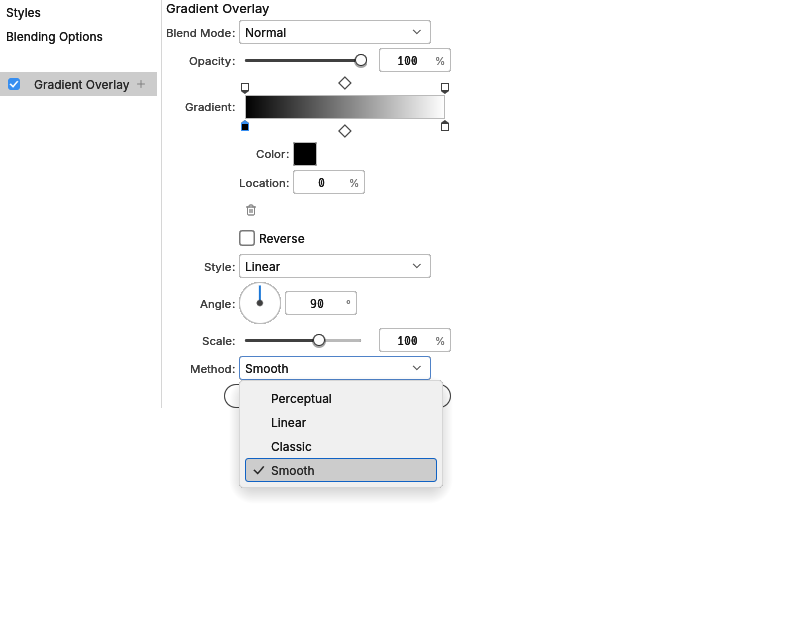 Styles
Blending Options
Gradient Overlay +
Gradient Overlay
Blend Mode: Normal
Opacity: 100 %
Gradient:
Color:
Location: 0 %
Reverse
Style: Linear
Angle: 90 °
Scale: 100 %
Method: Smooth
Perceptual
Linear
Classic
Smooth